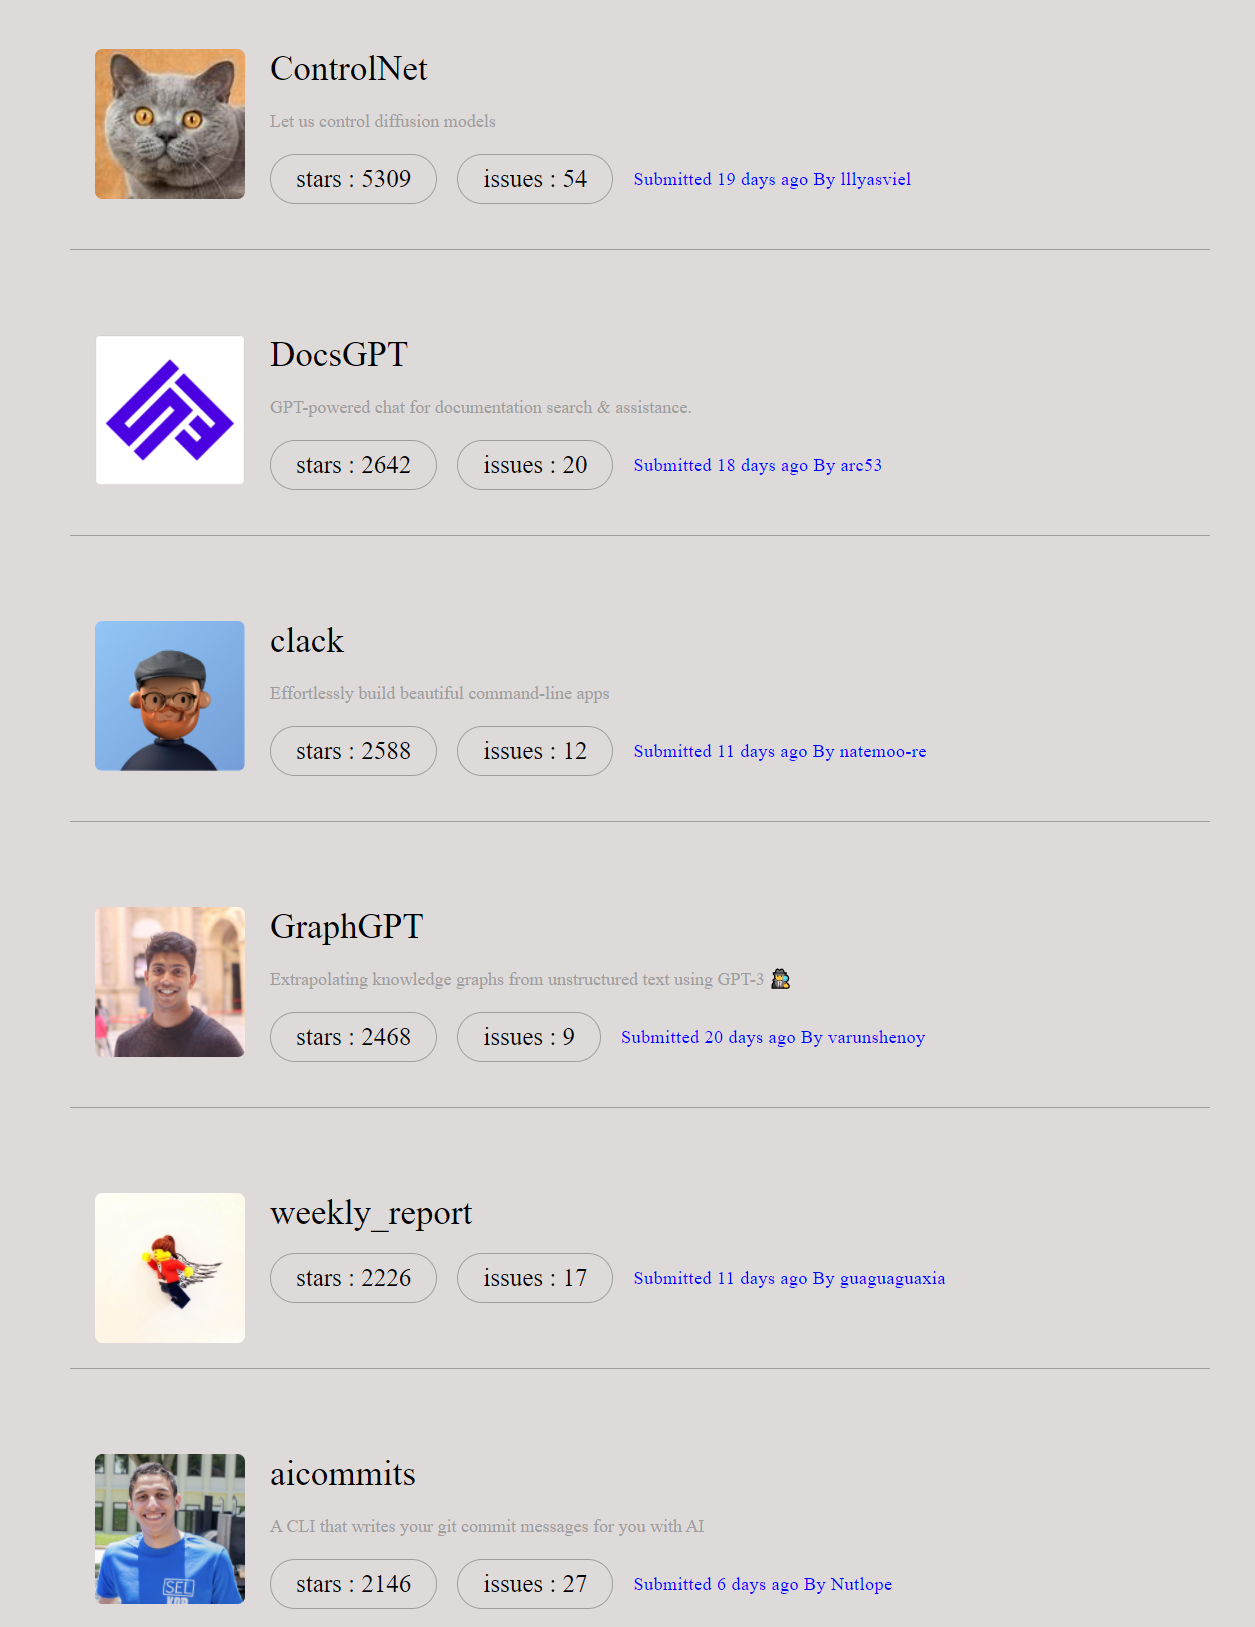 ControlNet
Let us control diffusion models
stars : 5309 issues : 54 Submitted 19 days ago By lllyasviel
DocsGPT
GPT-powered chat for documentation search & assistance.
stars : 2642 issues : 20 Submitted 18 days ago By arc53
clack
Effortlessly build beautiful command-line apps
stars : 2588 issues : 12 Submitted 11 days ago By natemoo-re
GraphGPT
Extrapolating knowledge graphs from unstructured text using GPT-3 🕵️
stars : 2468 issues : 9 Submitted 20 days ago By varunshenoy
weekly_report
stars : 2226 issues : 17 Submitted 11 days ago By guaguaguaxia
aicommits
A CLI that writes your git commit messages for you with AI
SEL
stars : 2146 issues : 27 Submitted 6 days ago By Nutlope